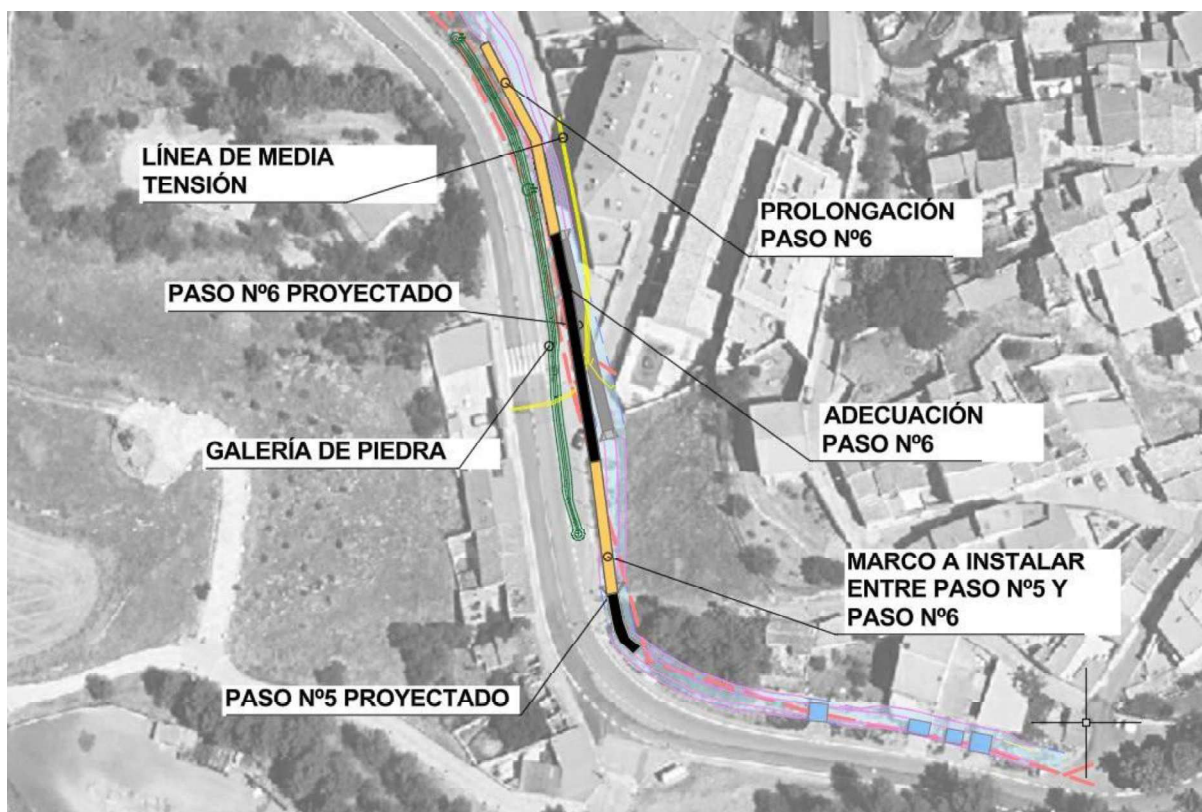 LÍNEA DE MEDIA
TENSIÓN
PROLONGACIÓN
PASO Nº6
PASO Nº6 PROYECTADO
ADECUACIÓN
PASO Nº6
GALERÍA DE PIEDRA
MARCO A INSTALAR
ENTRE PASO Nº5 Y
PASO Nº6
PASO Nº5 PROYECTADO